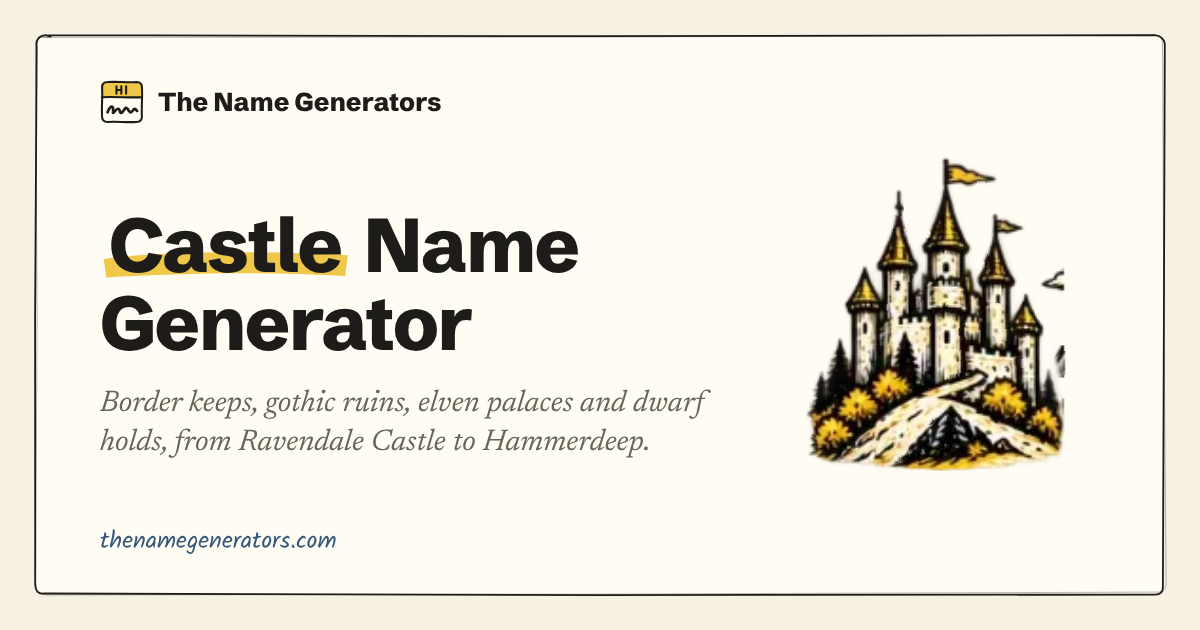 HI
The Name Generators
Castle Name
Generator
Border keeps, gothic ruins, elven palaces and dwarf
holds, from Ravendale Castle to Hammerdeep.
thenamegenerators.com